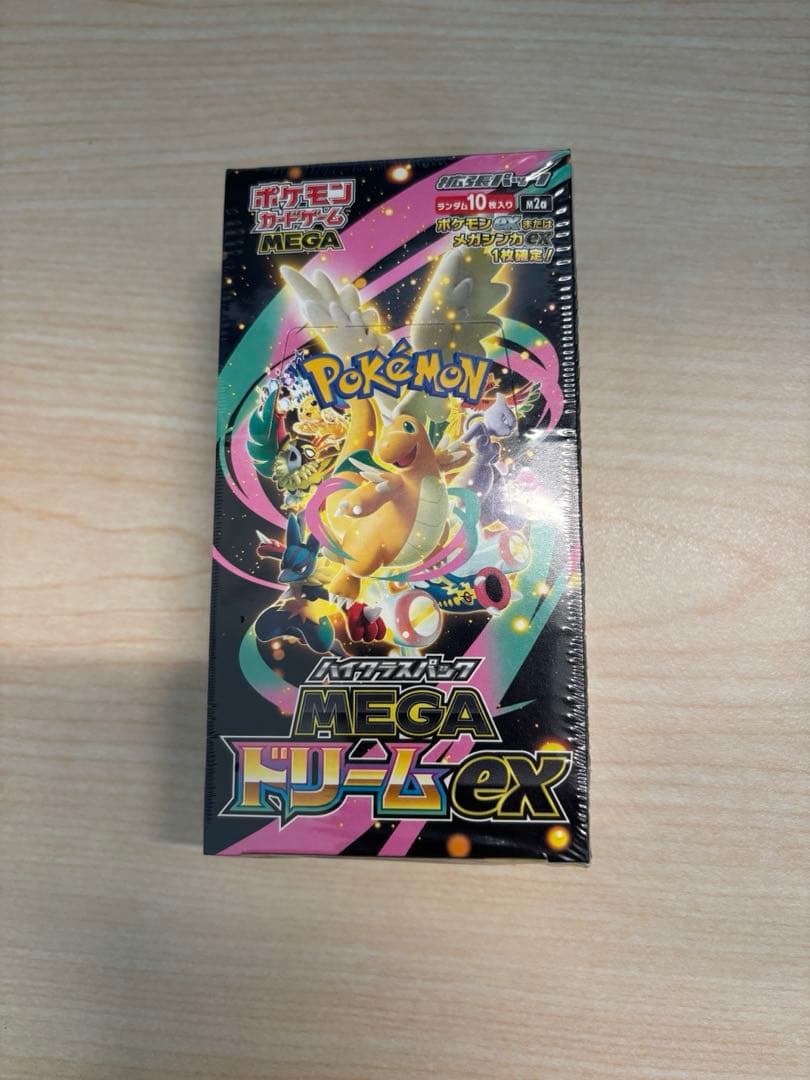 ポケモン
カードゲーム
MEGA
拡張パック
ランダム10枚入り
M2a
ポケモンexまたは
メガシンカex
1枚確定!
POKéMON
ハイクラスパック
MEGA
ドリームex